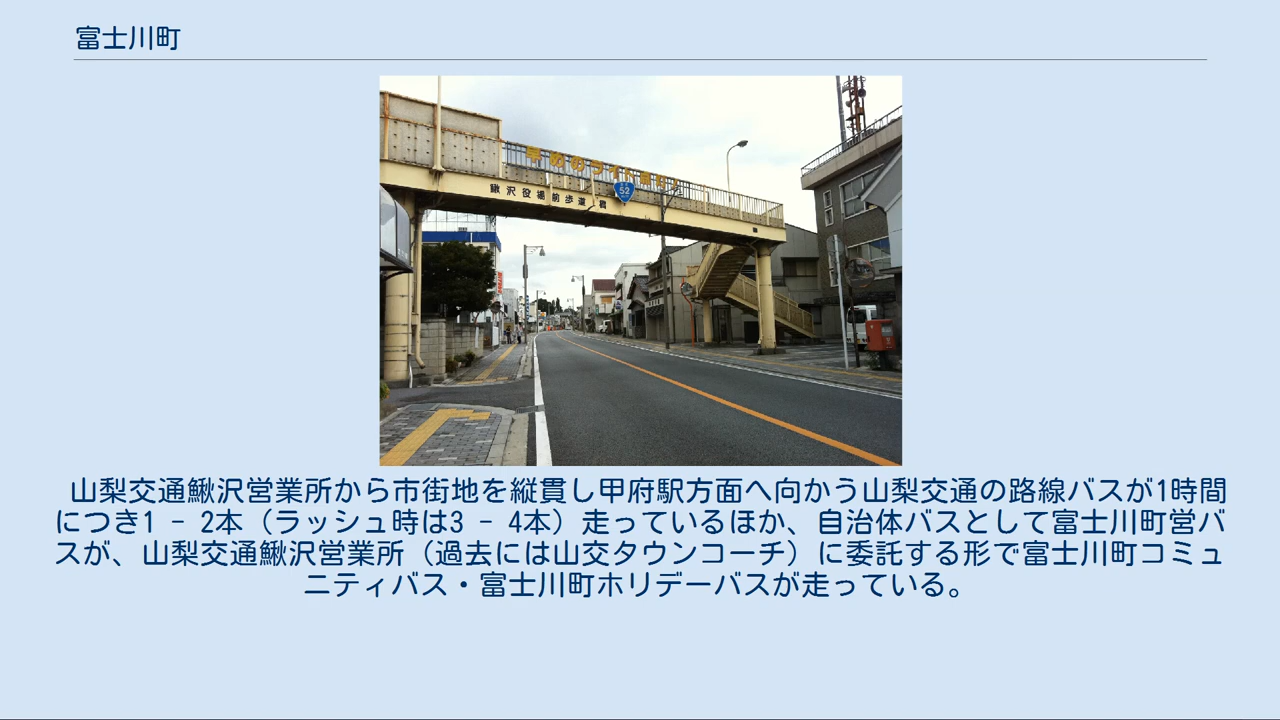 富士川町
早めのライト
52
鰍沢役場前歩道橋
山梨交通鰍沢営業所から市街地を縦貫し甲府駅方面へ向かう山梨交通の路線バスが1時間
につき1 - 2本（ラッシュ時は3 - 4本）走っているほか、自治体バスとして富士川町営バ
スが、山梨交通鰍沢営業所（過去には山交タウンコーチ）に委託する形で富士川町コミュ
ニティバス・富士川町ホリデーバスが走っている。